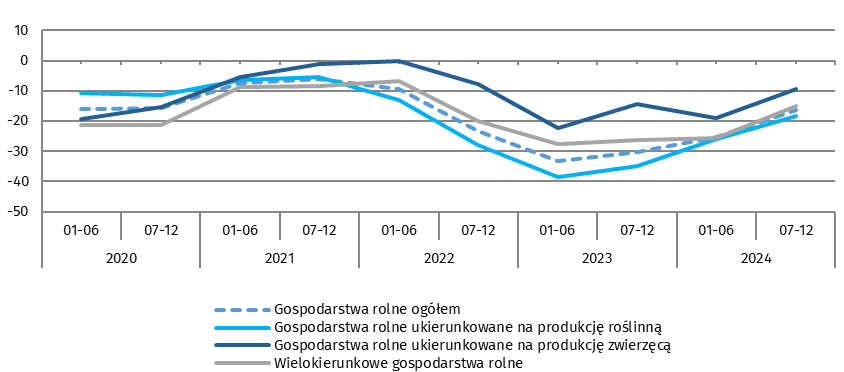 10
0
-10
-20
-30
-40
-50
01-06 07-12 01-06 07-12 01-06 07-12 01-06 07-12 01-06 07-12
2020 2021 2022 2023 2024
Gospodarstwa rolne ogółem
Gospodarstwa rolne ukierunkowane na produkcję roślinną
Gospodarstwa rolne ukierunkowane na produkcję zwierzęcą
Wielokierunkowe gospodarstwa rolne